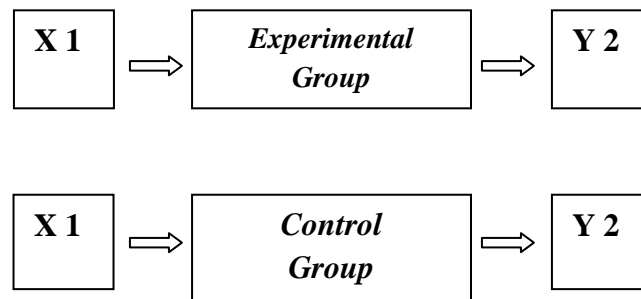 X 1
Experimental
Group
Y 2
X 1
Control
Group
Y 2